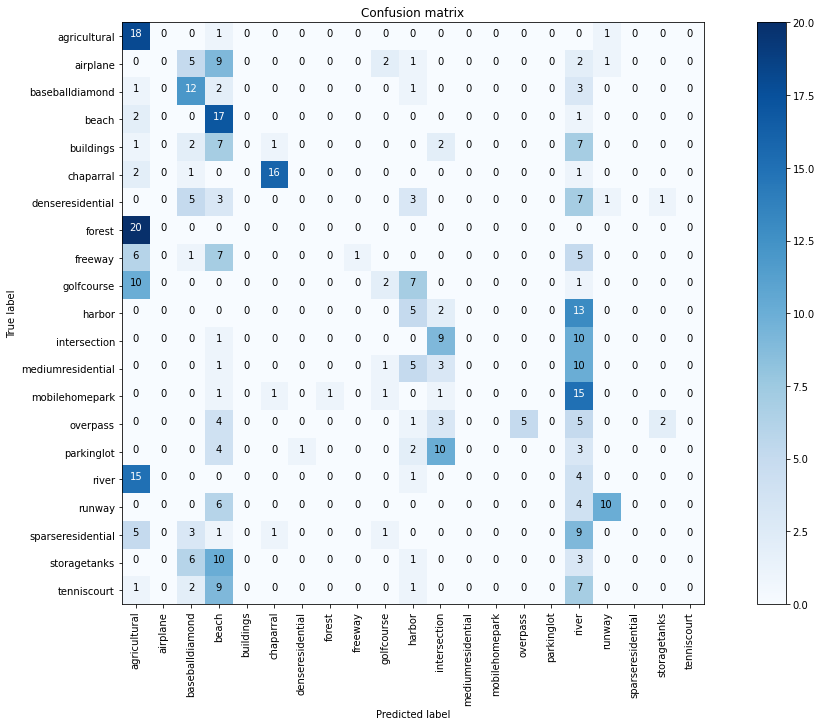 Confusion matrix
True label
agricultural 18 0 0 1 0 0 0 0 0 0 0 0 0 0 0 0 0 1 0 0 0
airplane 0 0 5 9 0 0 0 0 0 2 1 0 0 0 0 0 2 1 0 0 0
baseballdiamond 1 0 12 2 0 0 0 0 0 0 1 0 0 0 0 0 3 0 0 0 0
beach 2 0 0 17 0 0 0 0 0 0 0 0 0 0 0 0 1 0 0 0 0
buildings 1 0 2 7 0 1 0 0 0 0 0 2 0 0 0 0 7 0 0 0 0
chaparral 2 0 1 0 0 16 0 0 0 0 0 0 0 0 0 0 1 0 0 0 0
denseresidential 0 0 5 3 0 0 0 0 0 0 3 0 0 0 0 0 7 1 0 1 0
forest 20 0 0 0 0 0 0 0 0 0 0 0 0 0 0 0 0 0 0 0 0
freeway 6 0 1 7 0 0 0 0 1 0 0 0 0 0 0 0 5 0 0 0 0
golfcourse 10 0 0 0 0 0 0 0 0 2 7 0 0 0 0 0 1 0 0 0 0
harbor 0 0 0 0 0 0 0 0 0 0 5 2 0 0 0 0 13 0 0 0 0
intersection 0 0 0 1 0 0 0 0 0 0 0 9 0 0 0 0 10 0 0 0 0
mediumresidential 0 0 0 1 0 0 0 0 0 1 5 3 0 0 0 0 10 0 0 0 0
mobilehomepark 0 0 0 1 0 1 0 1 0 1 0 1 0 0 0 0 15 0 0 0 0
overpass 0 0 0 4 0 0 0 0 0 0 1 3 0 0 5 0 5 0 0 2 0
parkinglot 0 0 0 4 0 0 1 0 0 0 2 10 0 0 0 0 3 0 0 0 0
river 15 0 0 0 0 0 0 0 0 0 1 0 0 0 0 0 4 0 0 0 0
runway 0 0 0 6 0 0 0 0 0 0 0 0 0 0 0 0 4 10 0 0 0
sparseresidential 5 0 3 1 0 1 0 0 0 1 0 0 0 0 0 0 9 0 0 0 0
storagetanks 0 0 6 10 0 0 0 0 0 0 1 0 0 0 0 0 3 0 0 0 0
tenniscourt 1 0 2 9 0 0 0 0 0 0 1 0 0 0 0 0 7 0 0 0 0
agricultural
airplane
baseballdiamond
beach
buildings
chaparral
denseresidential
forest
freeway
golfcourse
harbor
intersection
mediumresidential
mobilehomepark
overpass
parkinglot
river
runway
sparseresidential
storagetanks
tenniscourt
Predicted label
20.0
17.5
15.0
12.5
10.0
7.5
5.0
2.5
0.0